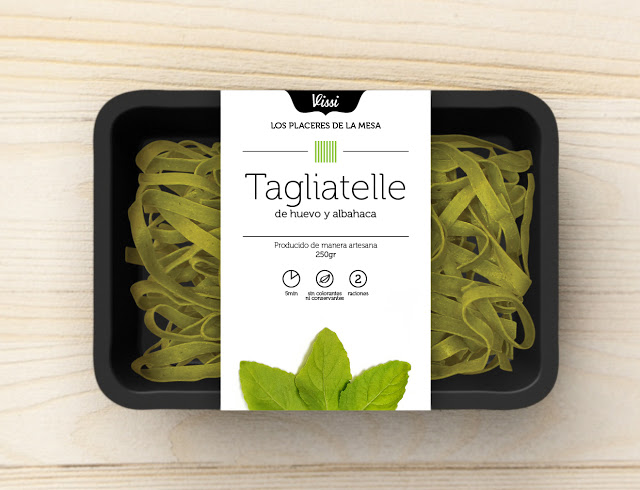 Vissi
LOS PLACERES DE LA MESA
Tagliatelle
de huevo y albahaca
Producido de manera artesana
250gr
5min
sin colorantes
ni conservantes
2
raciones